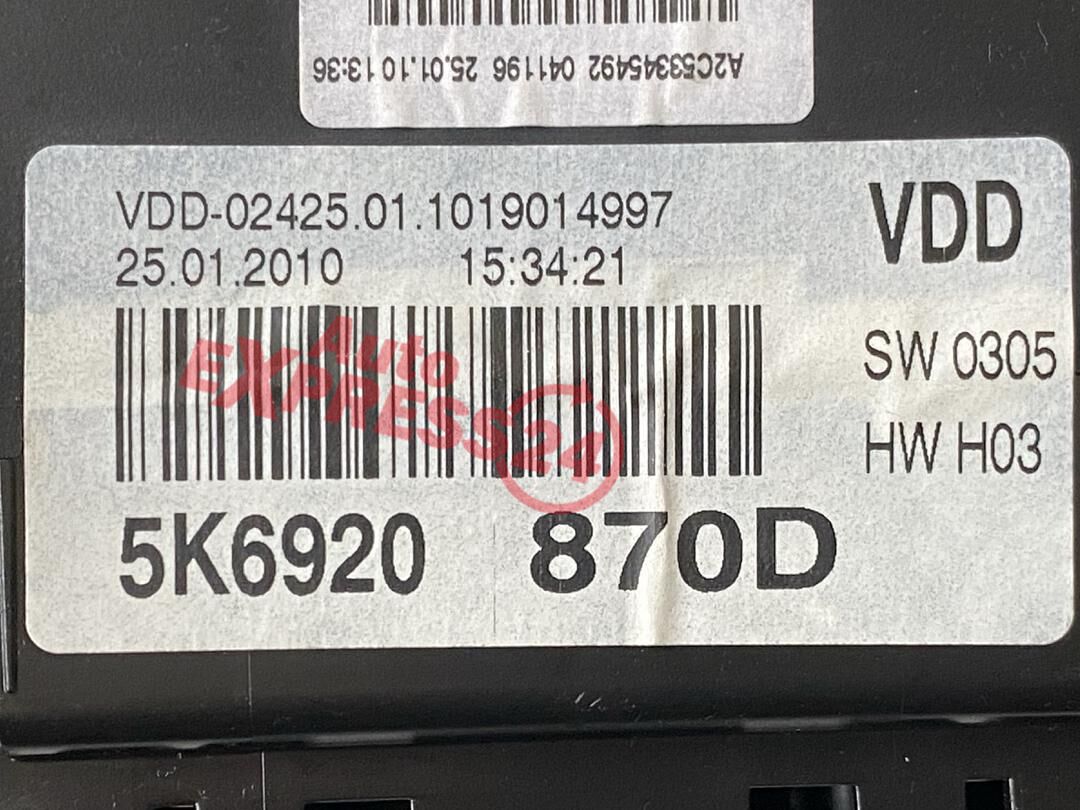 A2C53345492 041196 25.01.10 13:36
VDD-02425.01.1019014997
25.01.2010 15:34:21
VDD
SW 0305
HW H03
Auto
EXPRESS24
5K6920 870D